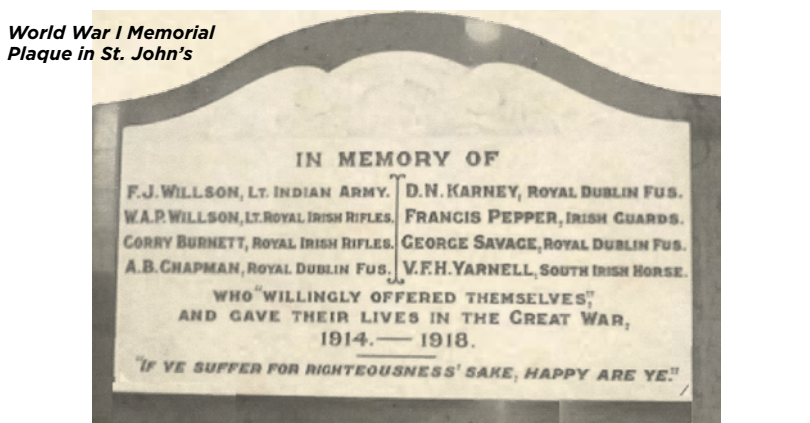 World War I Memorial
Plaque in St. John's
IN MEMORY OF
F.J. WILLSON, LT. INDIAN ARMY.
W.A.P. WILLSON, LT. ROYAL IRISH RIFLES.
CORRY BURNETT, ROYAL IRISH RIFLES.
A.B. CHAPMAN, ROYAL DUBLIN FUS.
D.N. KARNEY, ROYAL DUBLIN FUS.
FRANCIS PEPPER, IRISH GUARDS.
GEORGE SAVAGE, ROYAL DUBLIN FUS.
V.F.H. YARNELL, SOUTH IRISH HORSE.
WHO "WILLINGLY OFFERED THEMSELVES",
AND GAVE THEIR LIVES IN THE GREAT WAR,
1914.— 1918.
"IF YE SUFFER FOR RIGHTEOUSNESS' SAKE, HAPPY ARE YE."